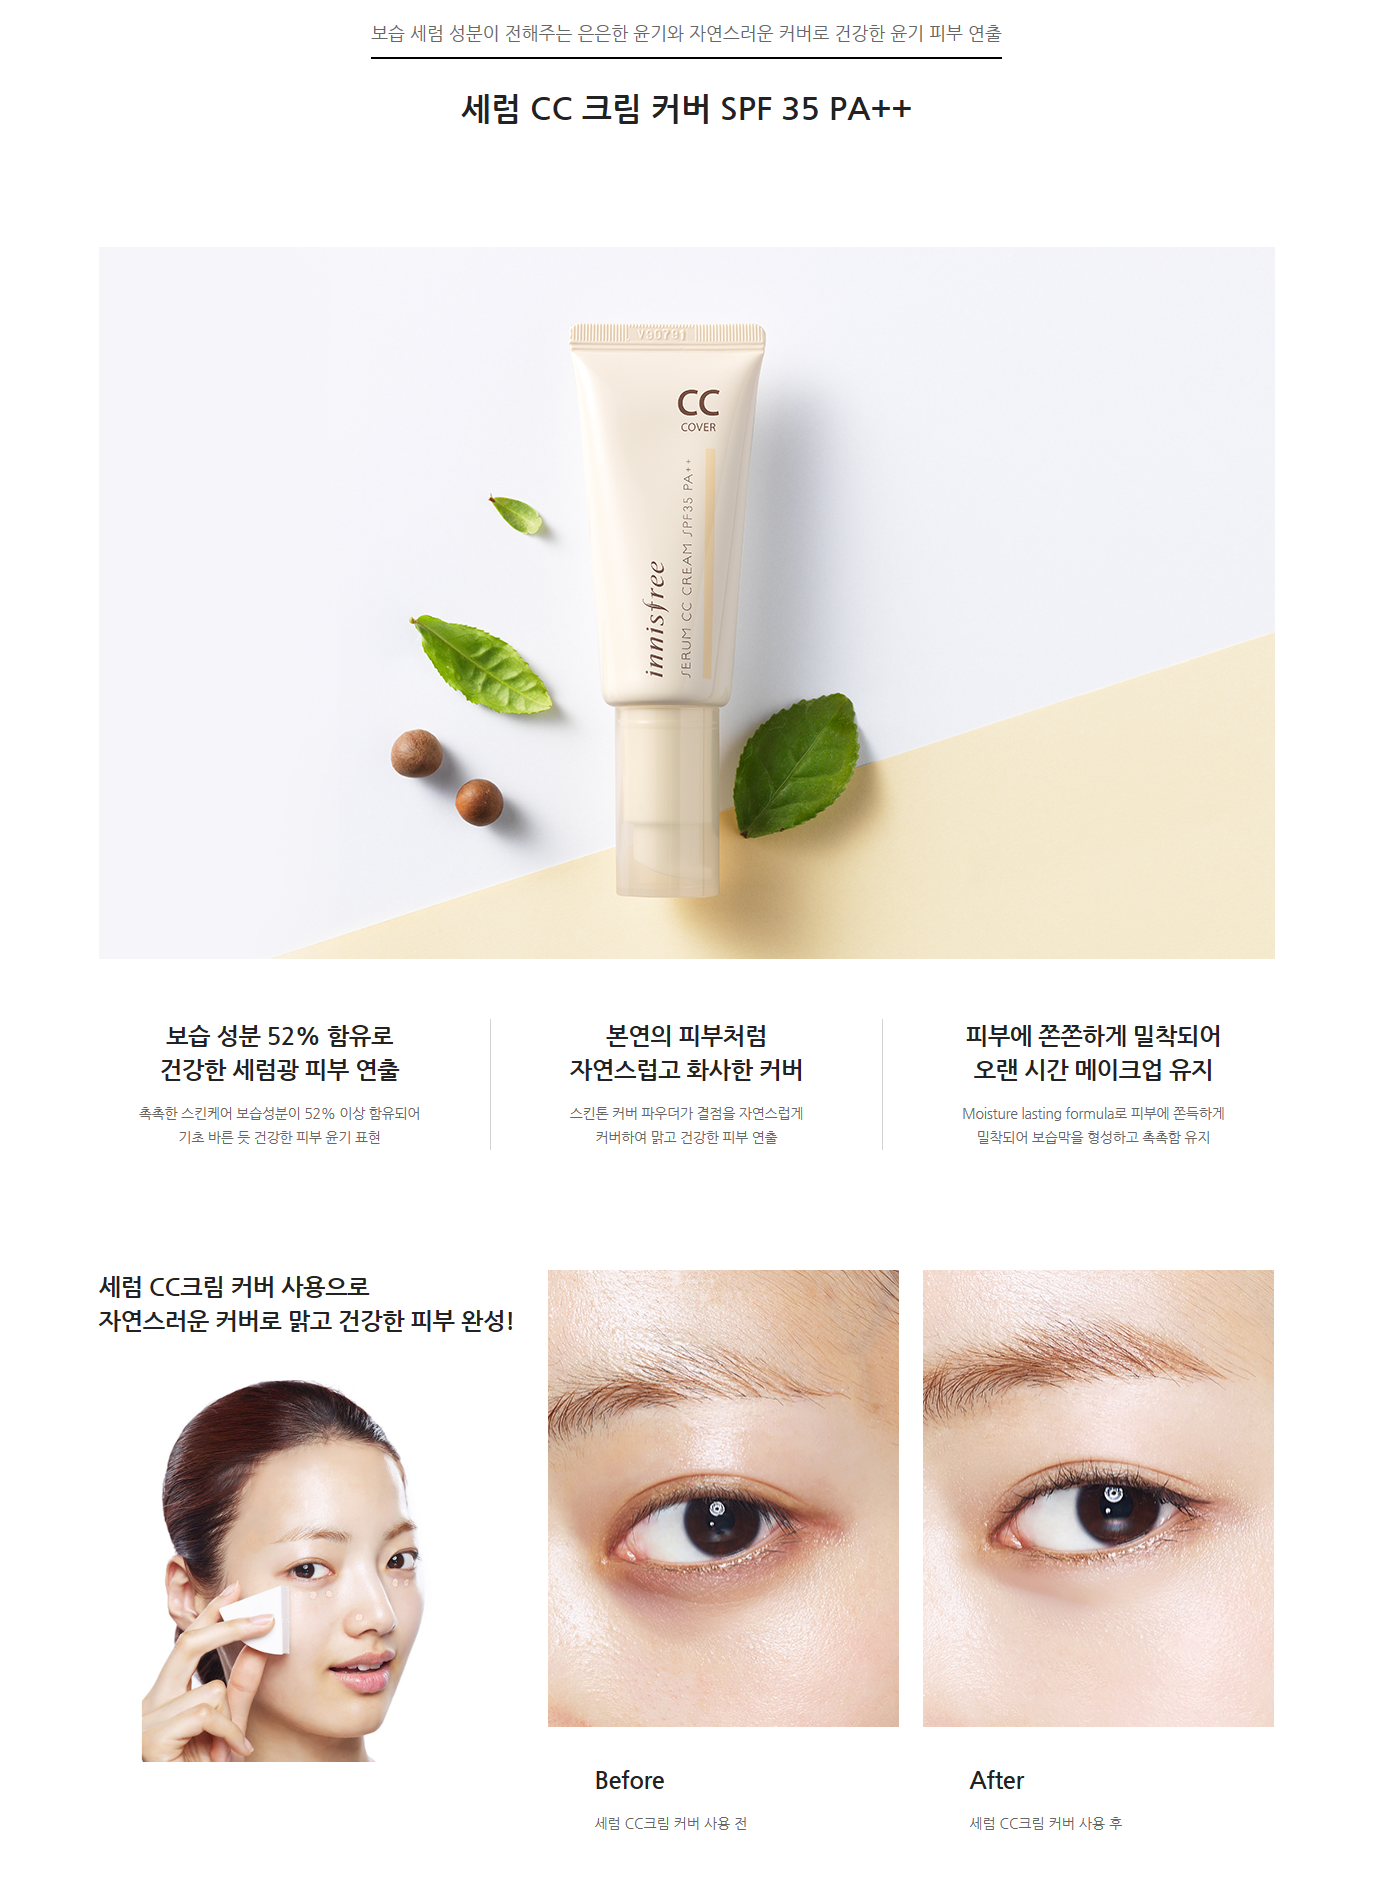 보습 세럼 성분이 전해주는 은은한 윤기와 자연스러운 커버로 건강한 윤기 피부 연출
세럼 CC 크림 커버 SPF 35 PA++
V90791
CC
COVER
innisfree
SERUM CC CREAM SPF35 PA++
보습 성분 52% 함유로
건강한 세럼광 피부 연출
촉촉한 스킨케어 보습성분이 52% 이상 함유되어
기초 바른 듯 건강한 피부 윤기 표현
본연의 피부처럼
자연스럽고 화사한 커버
스킨톤 커버 파우더가 결점을 자연스럽게
커버하여 맑고 건강한 피부 연출
피부에 쫀쫀하게 밀착되어
오랜 시간 메이크업 유지
Moisture lasting formula로 피부에 쫀득하게
밀착되어 보습막을 형성하고 촉촉함 유지
세럼 CC크림 커버 사용으로
자연스러운 커버로 맑고 건강한 피부 완성!
Before
세럼 CC크림 커버 사용 전
After
세럼 CC크림 커버 사용 후